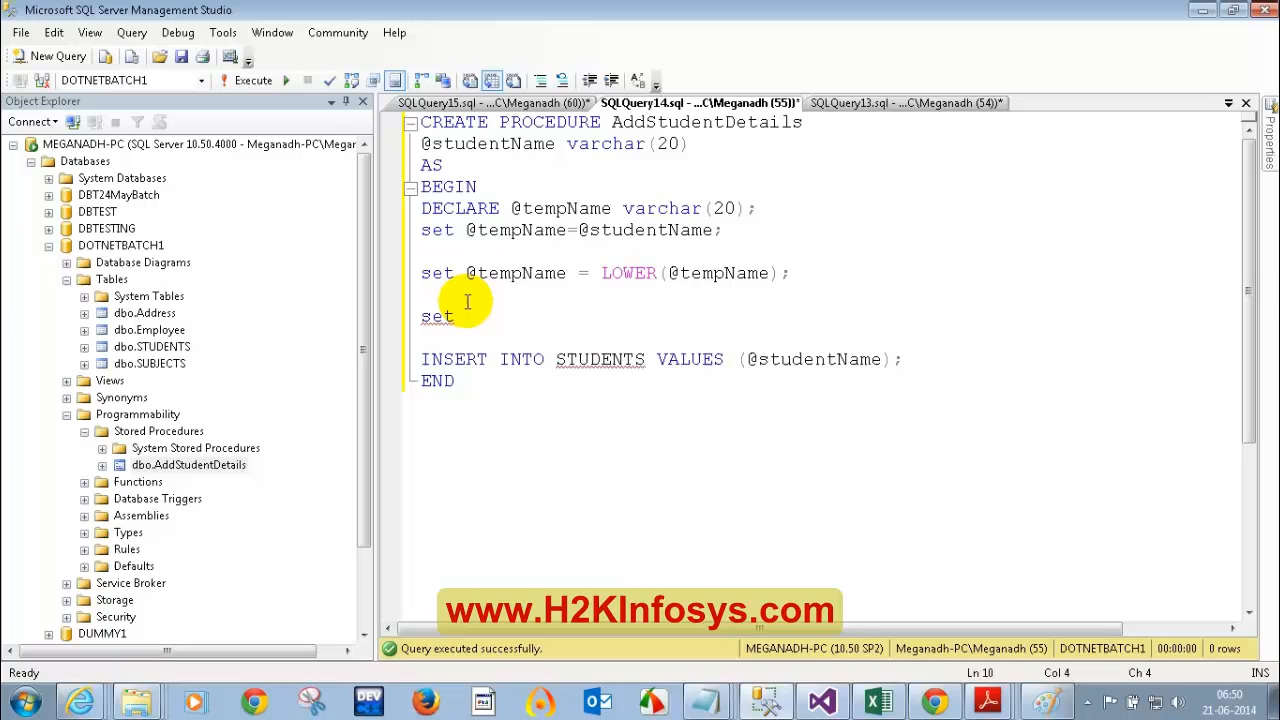 Microsoft SQL Server Management Studio
File Edit View Query Debug Tools Window Community Help
New Query
DOTNETBATCH1 Execute
Object Explorer
SQLQuery15.sql - ...C\Meganadh (60))* SQLQuery14.sql - ...C\Meganadh (55))* SQLQuery13.sql - ...C\Meganadh (54))*
Connect
MEGANADH-PC (SQL Server 10.50.4000 - Meganadh-PC\Megar
Databases
System Databases
DBT24MayBatch
DBTEST
DBTESTING
DOTNETBATCH1
Database Diagrams
Tables
System Tables
dbo.Address
dbo.Employee
dbo.STUDENTS
dbo.SUBJECTS
Views
Synonyms
Programmability
Stored Procedures
System Stored Procedures
dbo.AddStudentDetails
Functions
Database Triggers
Assemblies
Types
Rules
Defaults
Service Broker
Storage
Security
DUMMY1
CREATE PROCEDURE AddStudentDetails
@studentName varchar(20)
AS
BEGIN
DECLARE @tempName varchar(20);
set @tempName=@studentName;
set @tempName = LOWER(@tempName);
set
INSERT INTO STUDENTS VALUES (@studentName);
END
Properties
www.H2KInfosys.com
Query executed successfully. MEGANADH-PC (10.50 SP2) Meganadh-PC\Meganadh (55) DOTNETBATCH1 00:00:00 0 rows
Ready Ln 10 Col 4 Ch 4 INS
DEV
06:50
21-06-2014